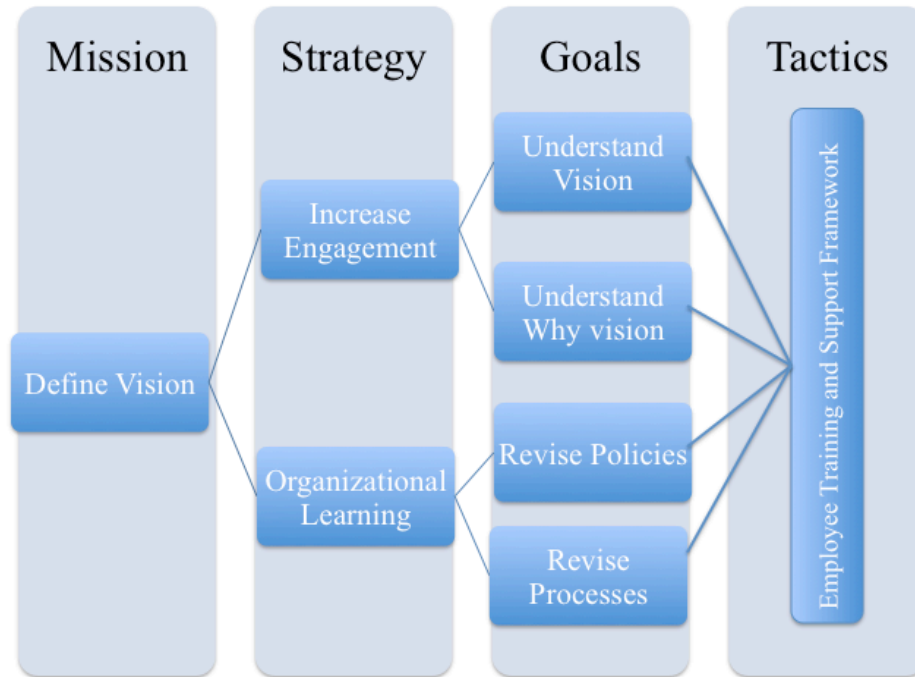 Mission
Strategy
Goals
Tactics
Define Vision
Increase
Engagement
Organizational
Learning
Understand
Vision
Understand
Why vision
Revise Policies
Revise
Processes
Employee Training and Support Framework